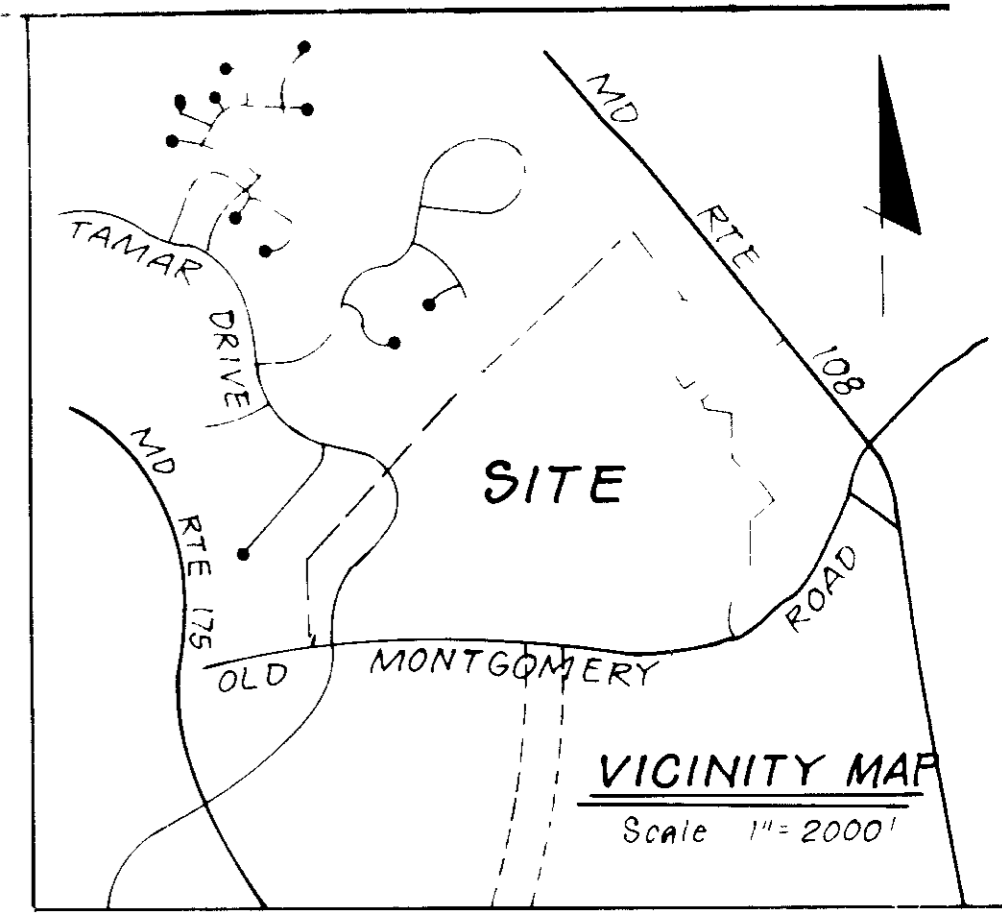 MD RTE 108
TAMAR DRIVE
MD RTE 175
SITE
OLD MONTGOMERY ROAD
VICINITY MAP
Scale 1"= 2000'